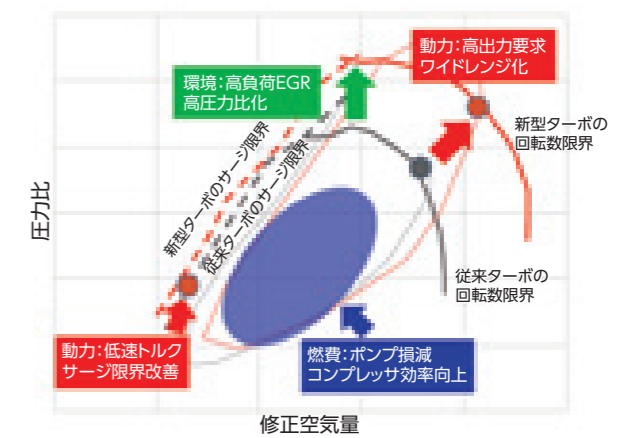 動力：高出力要求
ワイドレンジ化
環境：高負荷EGR
高圧力比化
新型ターボの
回転数限界
新型ターボのサージ限界
従来ターボのサージ限界
圧力比
従来ターボの
回転数限界
動力：低速トルク
サージ限界改善
燃費：ポンプ損減
コンプレッサ効率向上
修正空気量